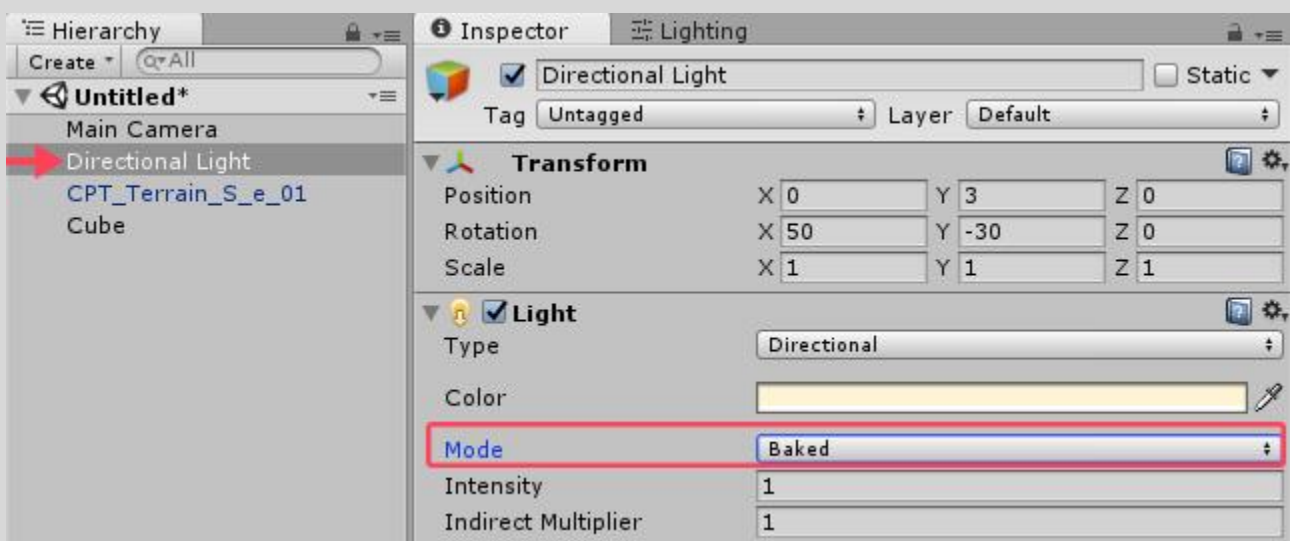 Hierarchy
Create All
Untitled*
Main Camera
Directional Light
CPT_Terrain_S_e_01
Cube
Inspector Lighting
Directional Light Static
Tag Untagged Layer Default
Transform
Position X 0 Y 3 Z 0
Rotation X 50 Y -30 Z 0
Scale X 1 Y 1 Z 1
Light
Type Directional
Color
Mode Baked
Intensity 1
Indirect Multiplier 1